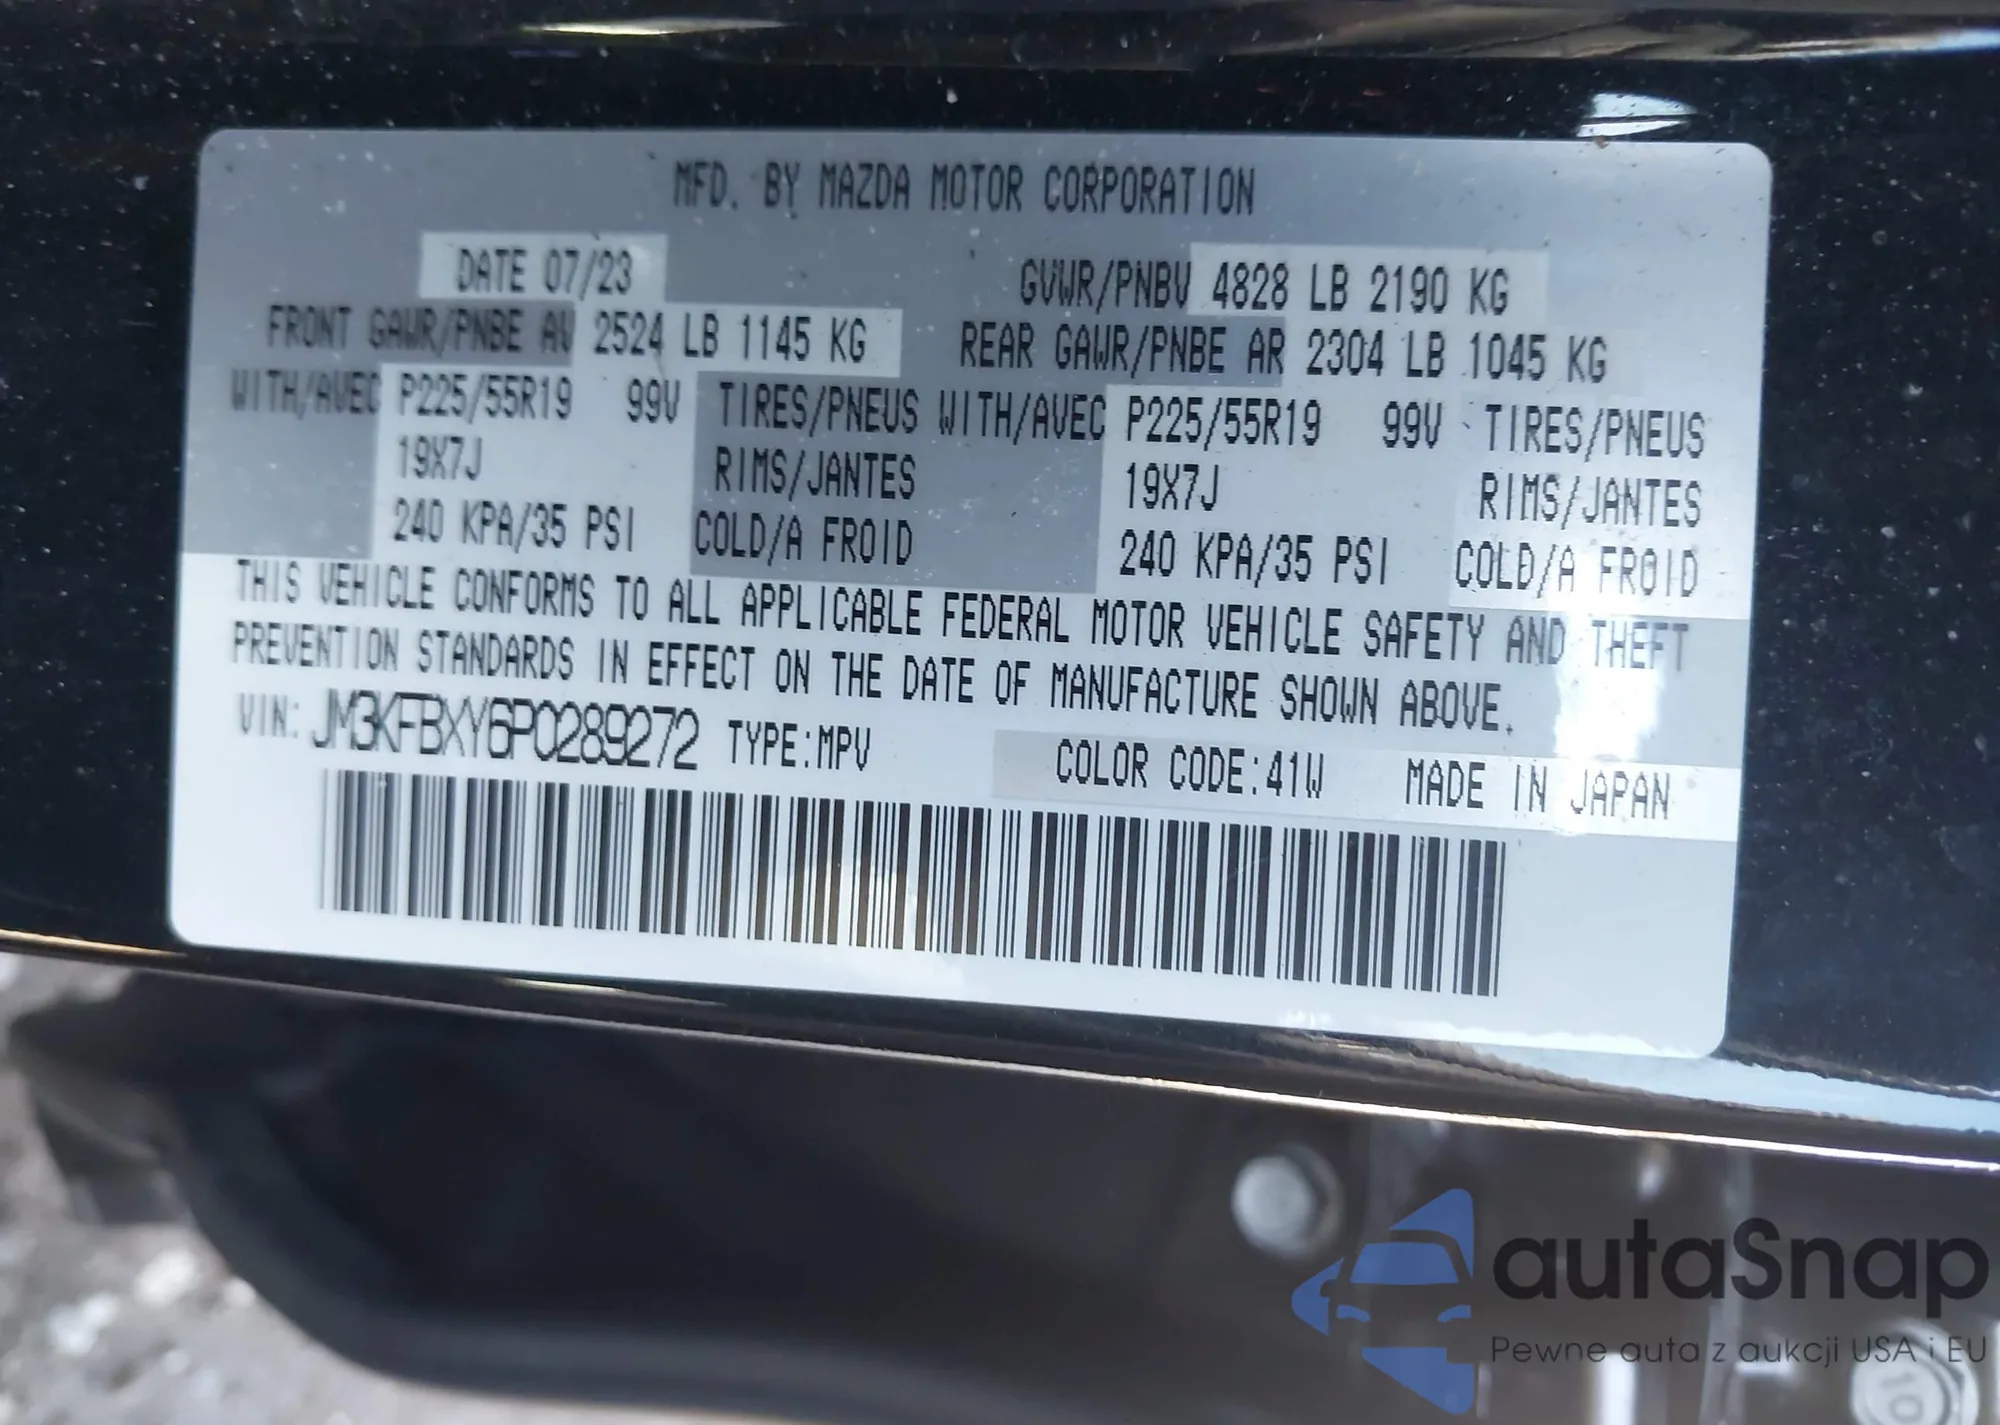 MFD. BY MAZDA MOTOR CORPORATION
DATE 07/23 GVWR/PNBV 4828 LB 2190 KG
FRONT GAWR/PNBE AV 2524 LB 1145 KG REAR GAWR/PNBE AR 2304 LB 1045 KG
WITH/AVEC P225/55R19 99V TIRES/PNEUS WITH/AVEC P225/55R19 99V TIRES/PNEUS
19X7J RIMS/JANTES 19X7J RIMS/JANTES
240 KPA/35 PSI COLD/A FROID 240 KPA/35 PSI COLD/A FROID
THIS VEHICLE CONFORMS TO ALL APPLICABLE FEDERAL MOTOR VEHICLE SAFETY AND THEFT
PREVENTION STANDARDS IN EFFECT ON THE DATE OF MANUFACTURE SHOWN ABOVE.
VIN: JM3KFBXY6P0289272 TYPE:MPV COLOR CODE:41W MADE IN JAPAN
autaSnap
Pewne auta z aukcji USA i EU
10